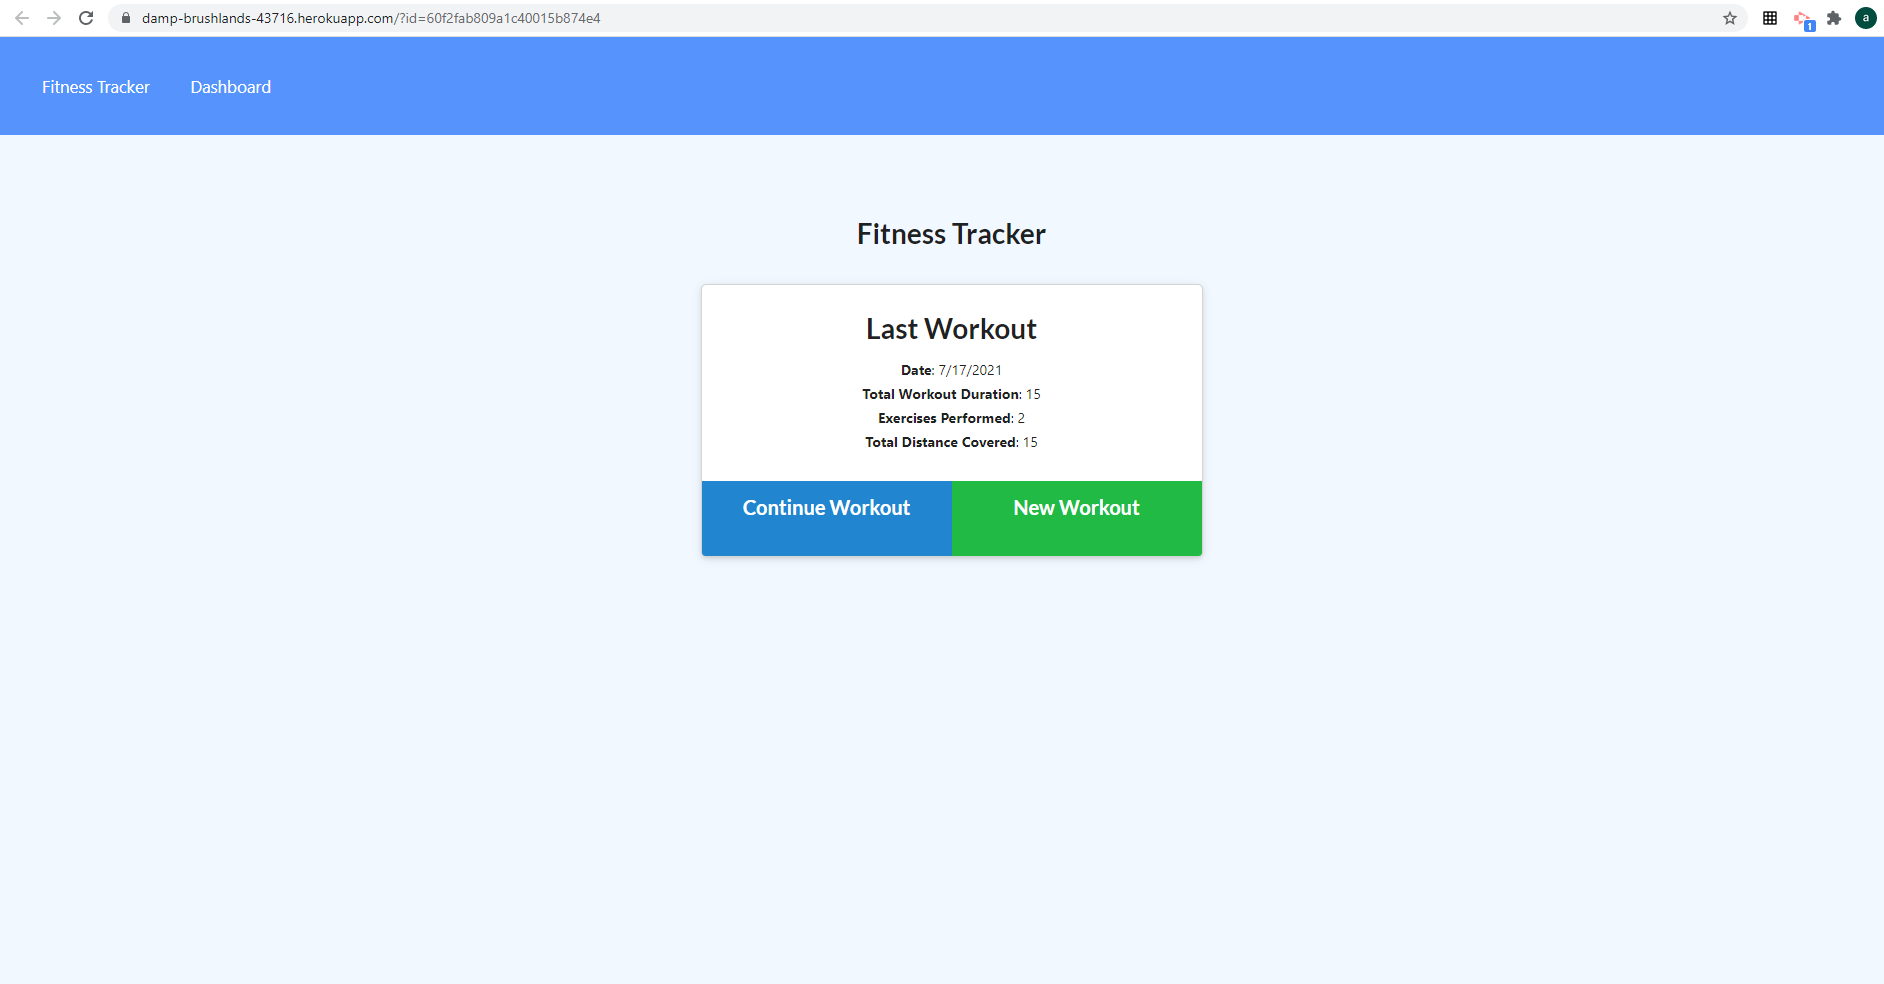 damp-brushlands-43716.herokuapp.com/?id=60f2fab809a1c40015b874e4
1
a
Fitness Tracker Dashboard
Fitness Tracker
Last Workout
Date: 7/17/2021
Total Workout Duration: 15
Exercises Performed: 2
Total Distance Covered: 15
Continue Workout New Workout